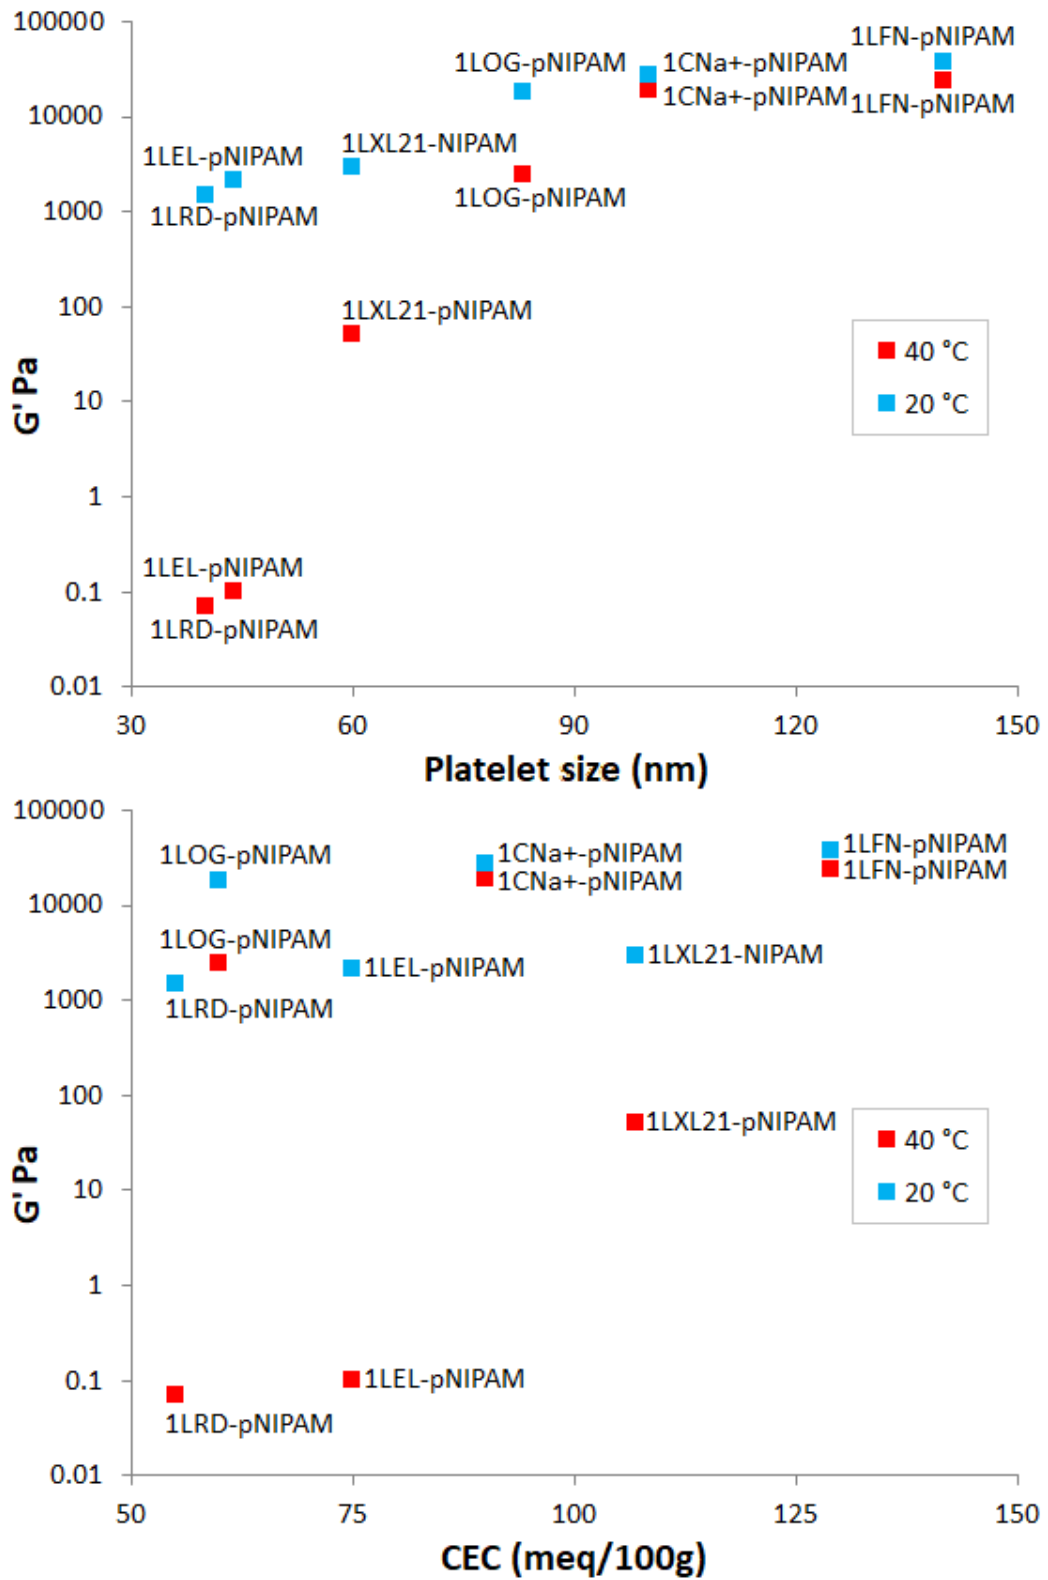 100000
1LFN-pNIPAM
1LOG-pNIPAM
1CNa+-pNIPAM
1CNa+-pNIPAM
1LFN-pNIPAM
10000
1LXL21-NIPAM
1LEL-pNIPAM
1LOG-pNIPAM
1000
1LRD-pNIPAM
100
1LXL21-pNIPAM
40 °C
G' Pa
10
20 °C
1
1LEL-pNIPAM
0.1
1LRD-pNIPAM
0.01
30
60
90
120
150
Platelet size (nm)
100000
1LOG-pNIPAM
1CNa+-pNIPAM
1LFN-pNIPAM
1CNa+-pNIPAM
1LFN-pNIPAM
10000
1LOG-pNIPAM
1LXL21-NIPAM
1LEL-pNIPAM
1000
1LRD-pNIPAM
100
1LXL21-pNIPAM
40 °C
G' Pa
10
20 °C
1
0.1
1LEL-pNIPAM
1LRD-pNIPAM
0.01
50
75
100
125
150
CEC (meq/100g)